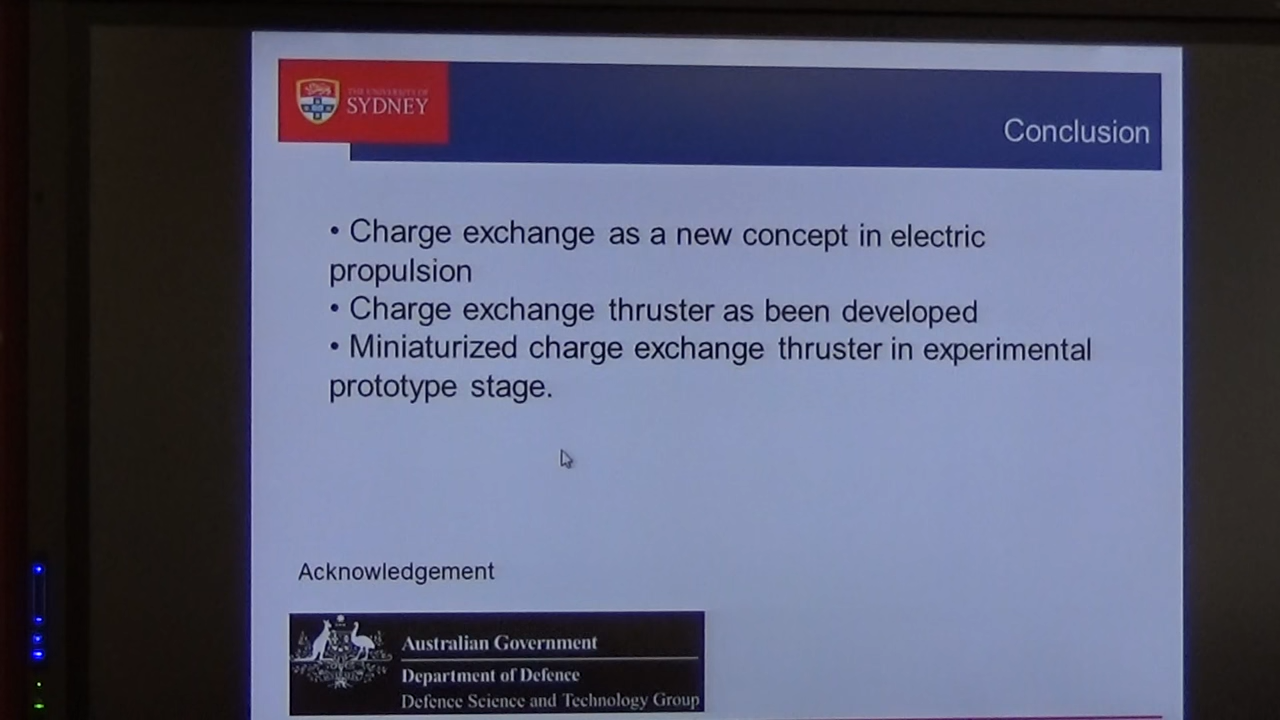 THE UNIVERSITY OF
SYDNEY
Conclusion
• Charge exchange as a new concept in electric
propulsion
• Charge exchange thruster as been developed
• Miniaturized charge exchange thruster in experimental
prototype stage.
Acknowledgement
Australian Government
Department of Defence
Defence Science and Technology Group